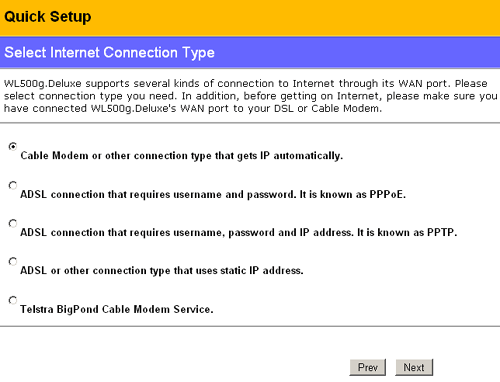 Quick Setup
Select Internet Connection Type
WL500g.Deluxe supports several kinds of connection to Internet through its WAN port. Please
select connection type you need. In addition, before getting on Internet, please make sure you
have connected WL500g.Deluxe's WAN port to your DSL or Cable Modem.
Cable Modem or other connection type that gets IP automatically.
ADSL connection that requires username and password. It is known as PPPoE.
ADSL connection that requires username, password and IP address. It is known as PPTP.
ADSL or other connection type that uses static IP address.
Telstra BigPond Cable Modem Service.
Prev Next